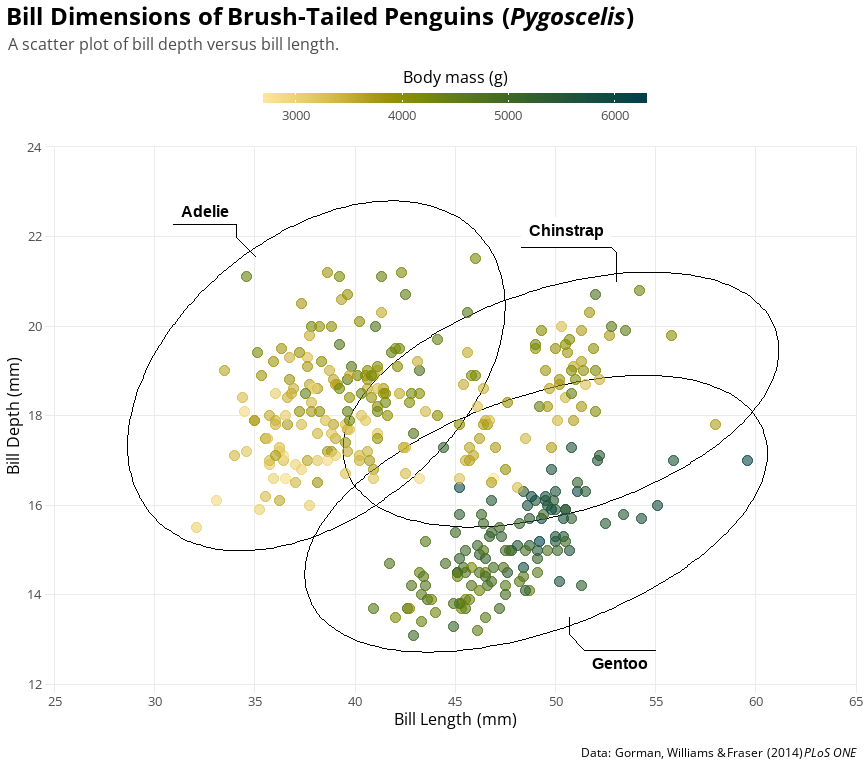 Bill Dimensions of Brush-Tailed Penguins (Pygoscelis)
A scatter plot of bill depth versus bill length.
Body mass (g)
3000 4000 5000 6000
24
22
20
18
16
14
12
Bill Depth (mm)
Adelie
Chinstrap
Gentoo
25 30 35 40 45 50 55 60 65
Bill Length (mm)
Data: Gorman, Williams & Fraser (2014) PLoS ONE